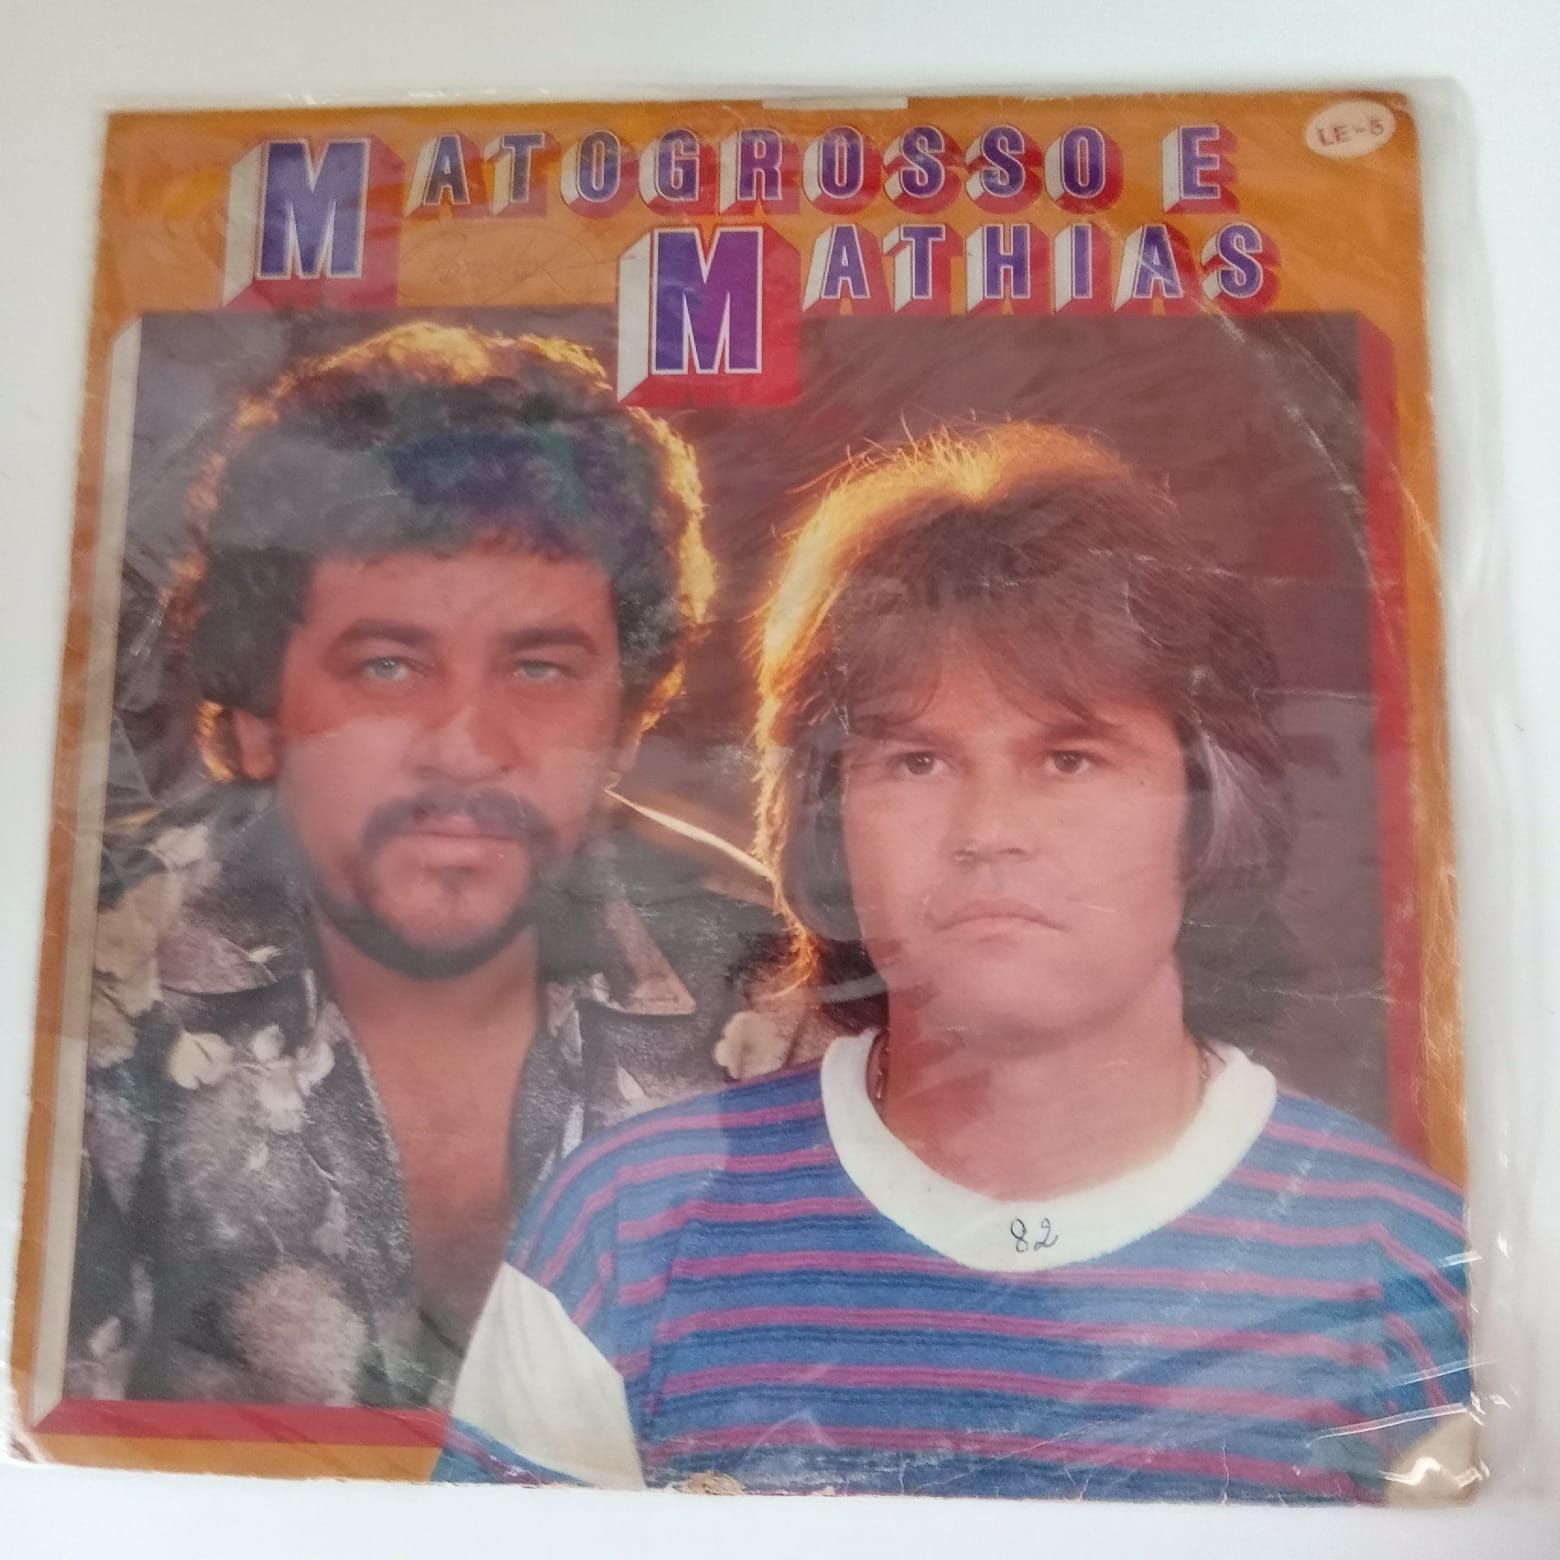 MATOGROSSO E
MATHIAS
LE-5
82